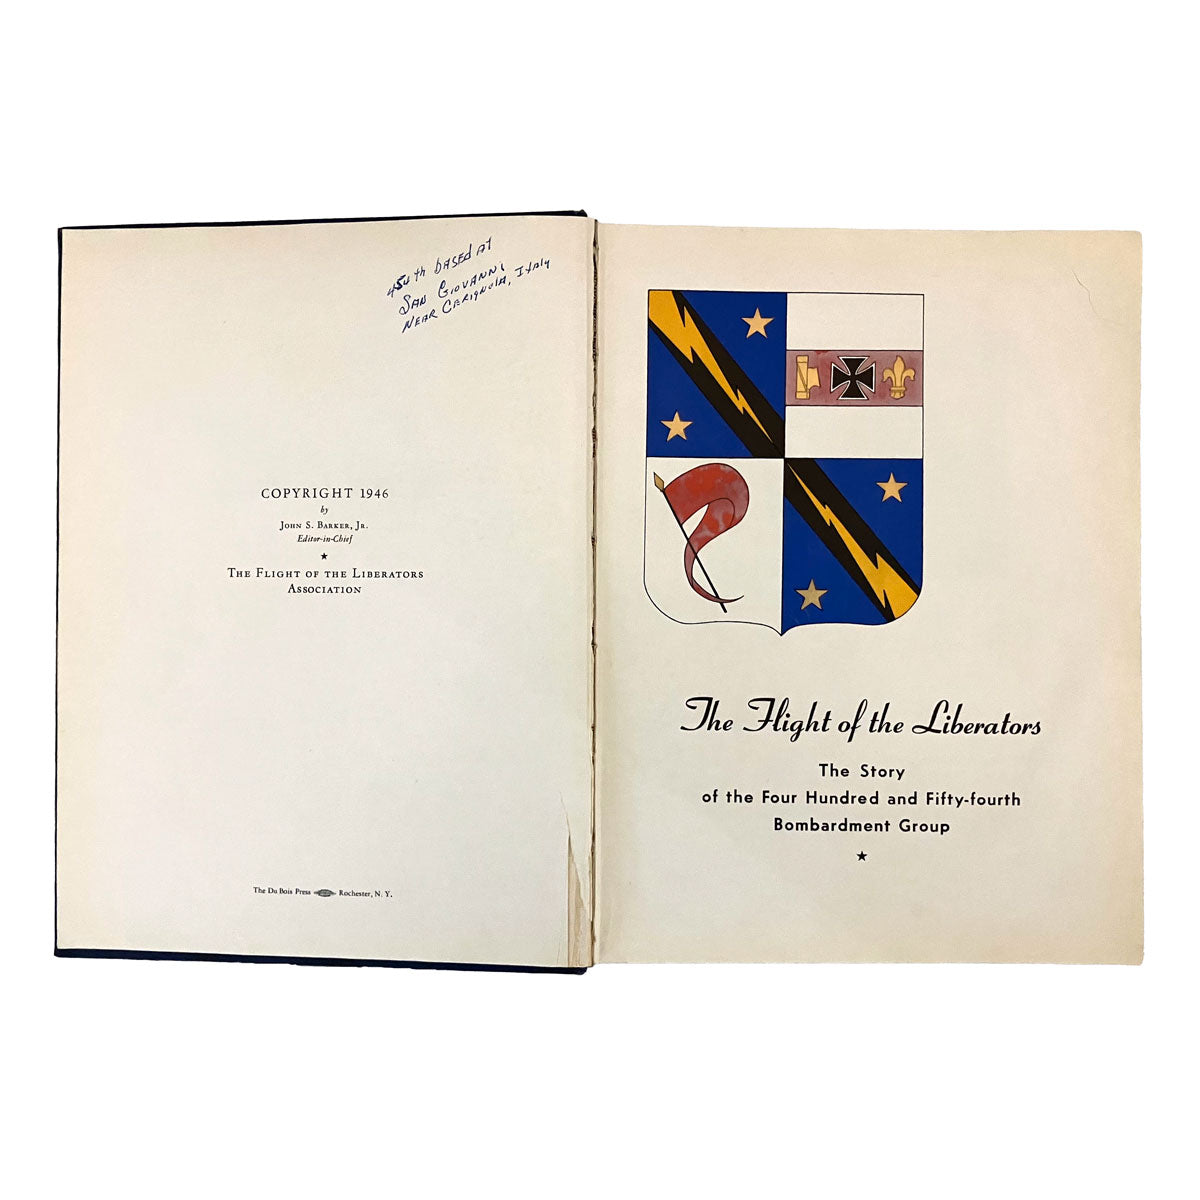 454th based at
San Giovanni
Near Cerignola, Italy
COPYRIGHT 1946
by
John S. Barker, Jr.
Editor-in-Chief
★
The Flight of the Liberators
Association
The Du Bois Press Rochester, N. Y.
The Flight of the Liberators
The Story
of the Four Hundred and Fifty-fourth
Bombardment Group
★